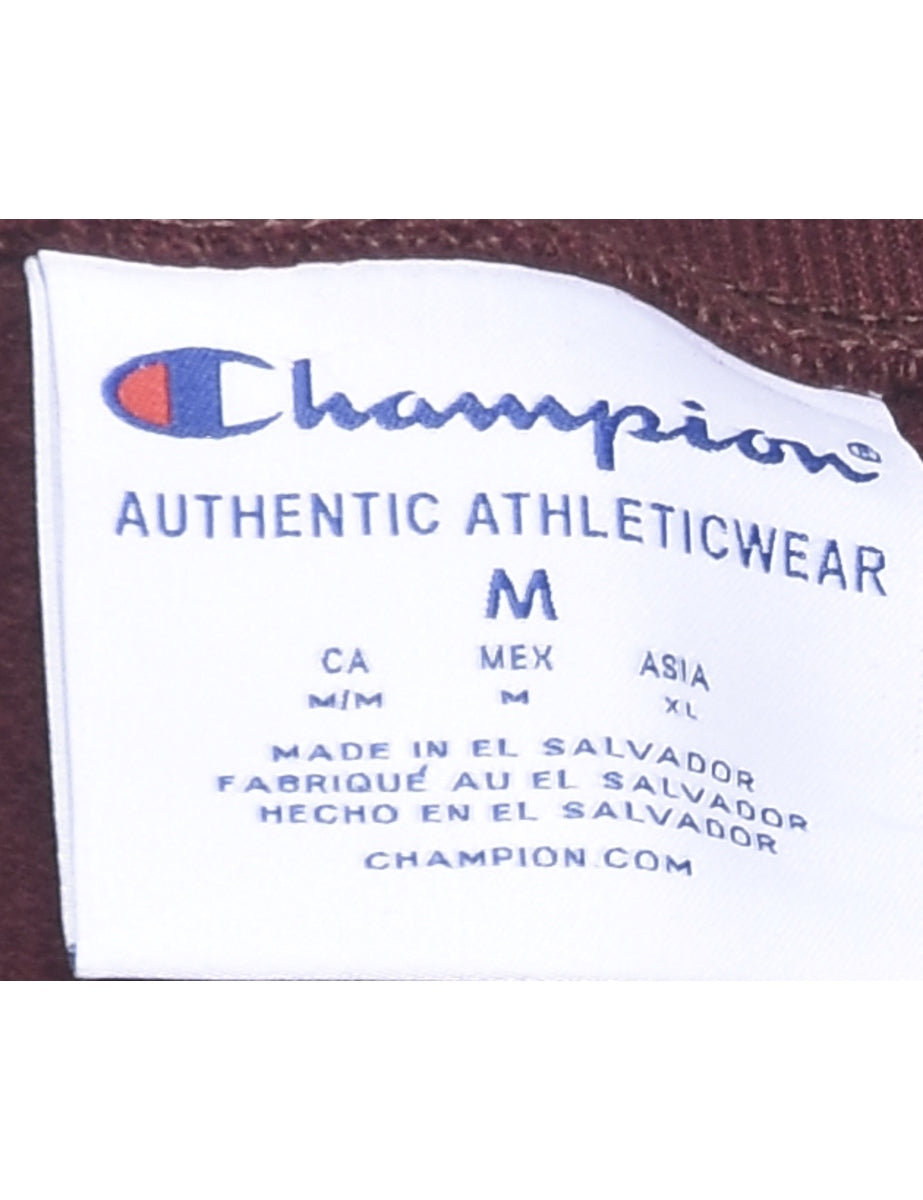 Champion®
AUTHENTIC ATHLETICWEAR
M
CA MEX ASIA
M/M M XL
MADE IN EL SALVADOR
FABRIQUÉ AU EL SALVADOR
HECHO EN EL SALVADOR
CHAMPION.COM